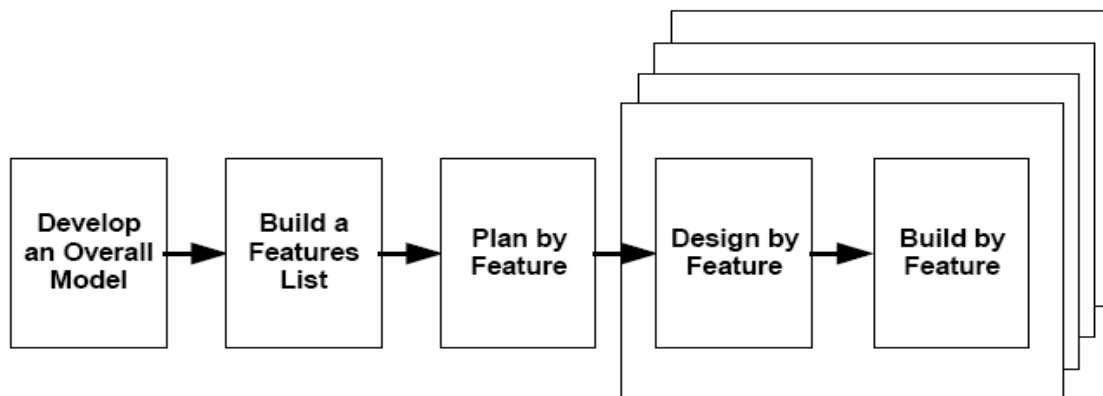 Develop
an Overall
Model
Build a
Features
List
Plan by
Feature
Design by
Feature
Build by
Feature